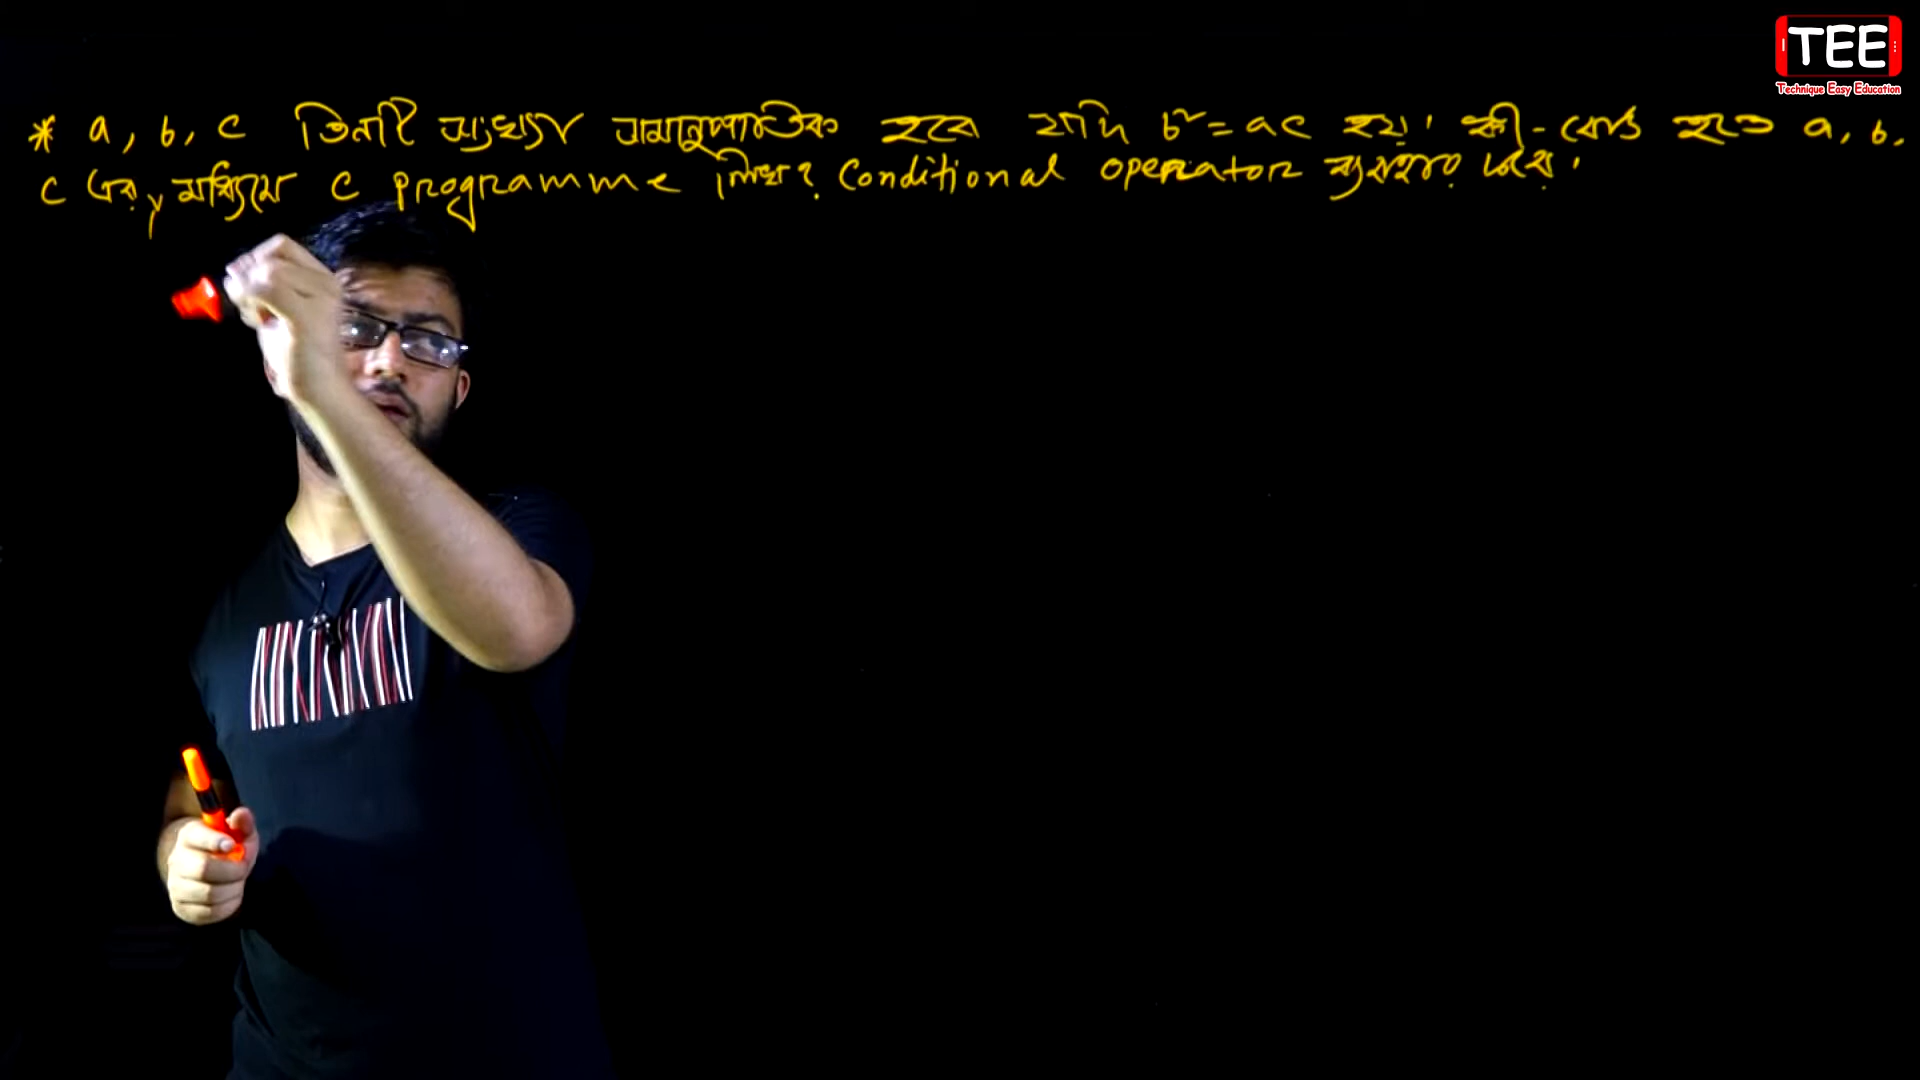 TEE
Technique Easy Education
* a, b, c তিনটি সংখ্যার সমানুপাতিক হবে যদি b² = ac হয়। কী-বোর্ড হতে a, b,
c এর মাধ্যমে C programme লিখ? Conditional operator ব্যবহার করে।